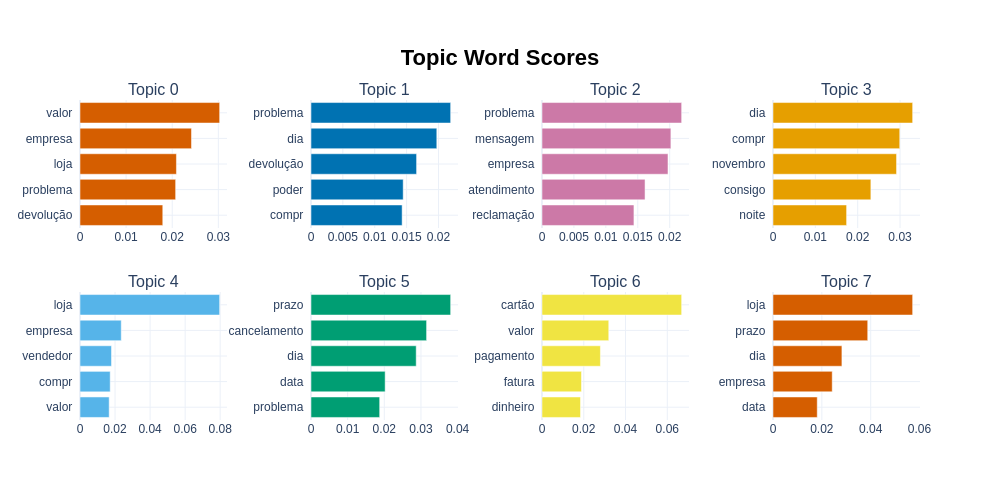 Topic Word Scores
Topic 0
valor
empresa
loja
problema
devolução
0 0.01 0.02 0.03
Topic 1
problema
dia
devolução
poder
compr
0 0.005 0.01 0.015 0.02
Topic 2
problema
mensagem
empresa
atendimento
reclamação
0 0.005 0.01 0.015 0.02
Topic 3
dia
compr
novembro
consigo
noite
0 0.01 0.02 0.03
Topic 4
loja
empresa
vendedor
compr
valor
0 0.02 0.04 0.06 0.08
Topic 5
prazo
cancelamento
dia
data
problema
0 0.01 0.02 0.03 0.04
Topic 6
cartão
valor
pagamento
fatura
dinheiro
0 0.02 0.04 0.06
Topic 7
loja
prazo
dia
empresa
data
0 0.02 0.04 0.06